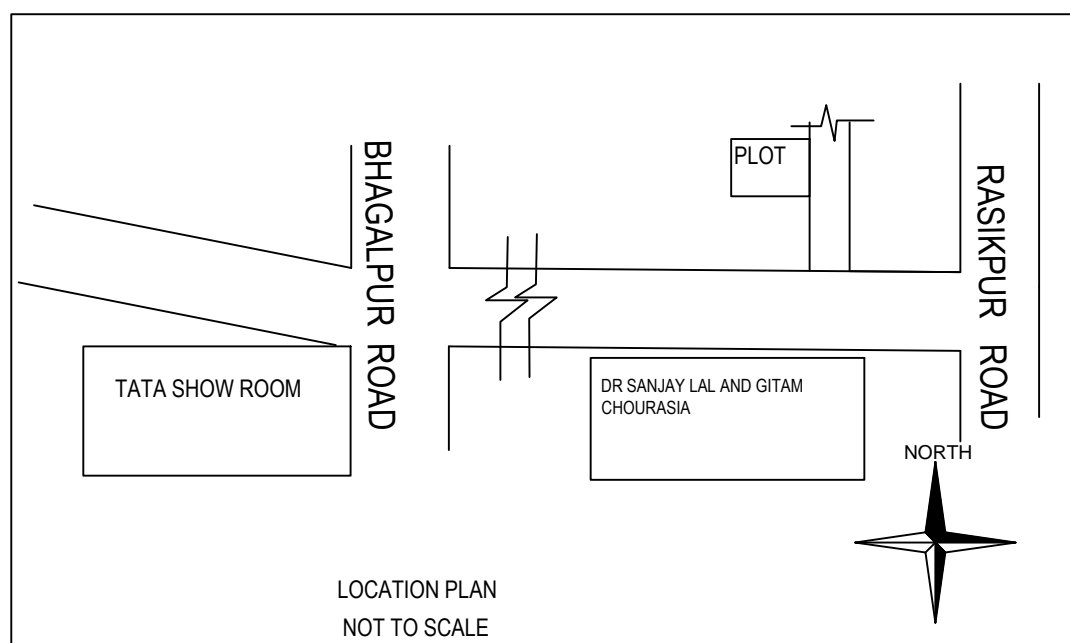 PLOT
BHAGALPUR ROAD
RASIKPUR ROAD
TATA SHOW ROOM
DR SANJAY LAL AND GITAM
CHOURASIA
NORTH
LOCATION PLAN
NOT TO SCALE